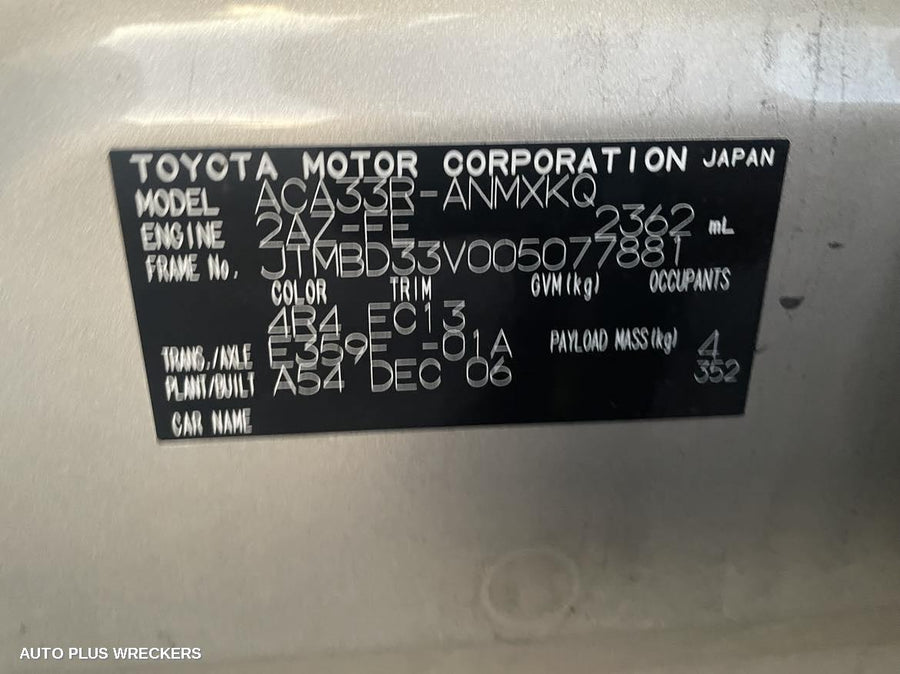 TOYOTA MOTOR CORPORATION JAPAN
MODEL ACA33R-ANMXKQ
ENGINE 2AZ-FE 2362 mL
FRAME No. JTMBD33V005077881
COLOR TRIM GVM(kg) OCCUPANTS
4R4 EC13
TRANS./AXLE E359F -01A PAYLOAD MASS(kg) 4
PLANT/BUILT A54 DEC 06 352
CAR NAME
AUTO PLUS WRECKERS